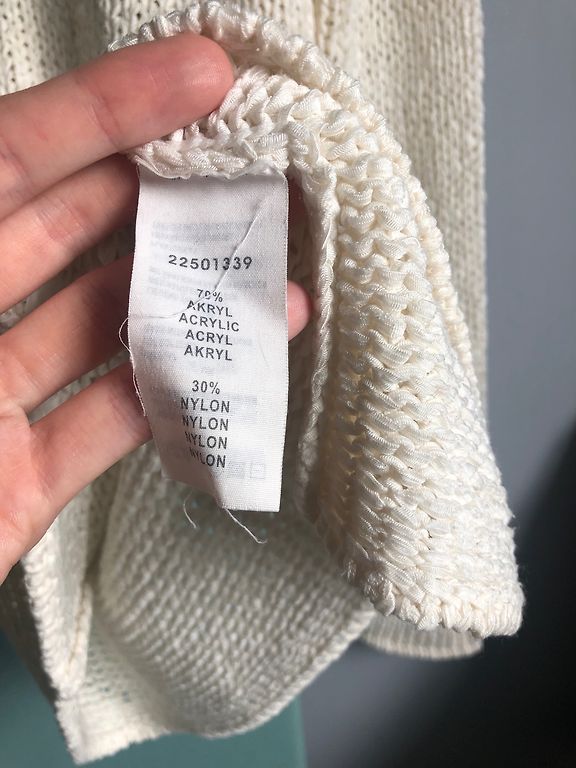 22501339
70%
AKRYL
ACRYLIC
ACRYL
AKRYL
30%
NYLON
NYLON
NYLON
NYLON